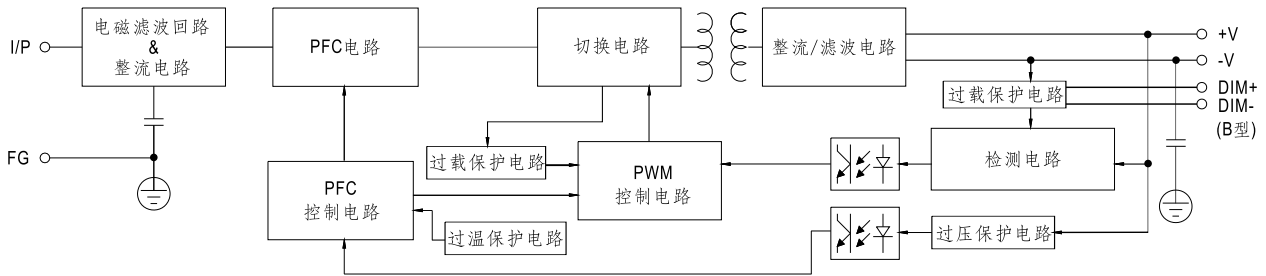 电磁滤波回路
&
整流电路
I/P
PFC电路
切换电路
整流/滤波电路
+V
-V
过载保护电路
DIM+
DIM-
(B型)
FG
过载保护电路
PWM
控制电路
检测电路
PFC
控制电路
过温保护电路
过压保护电路